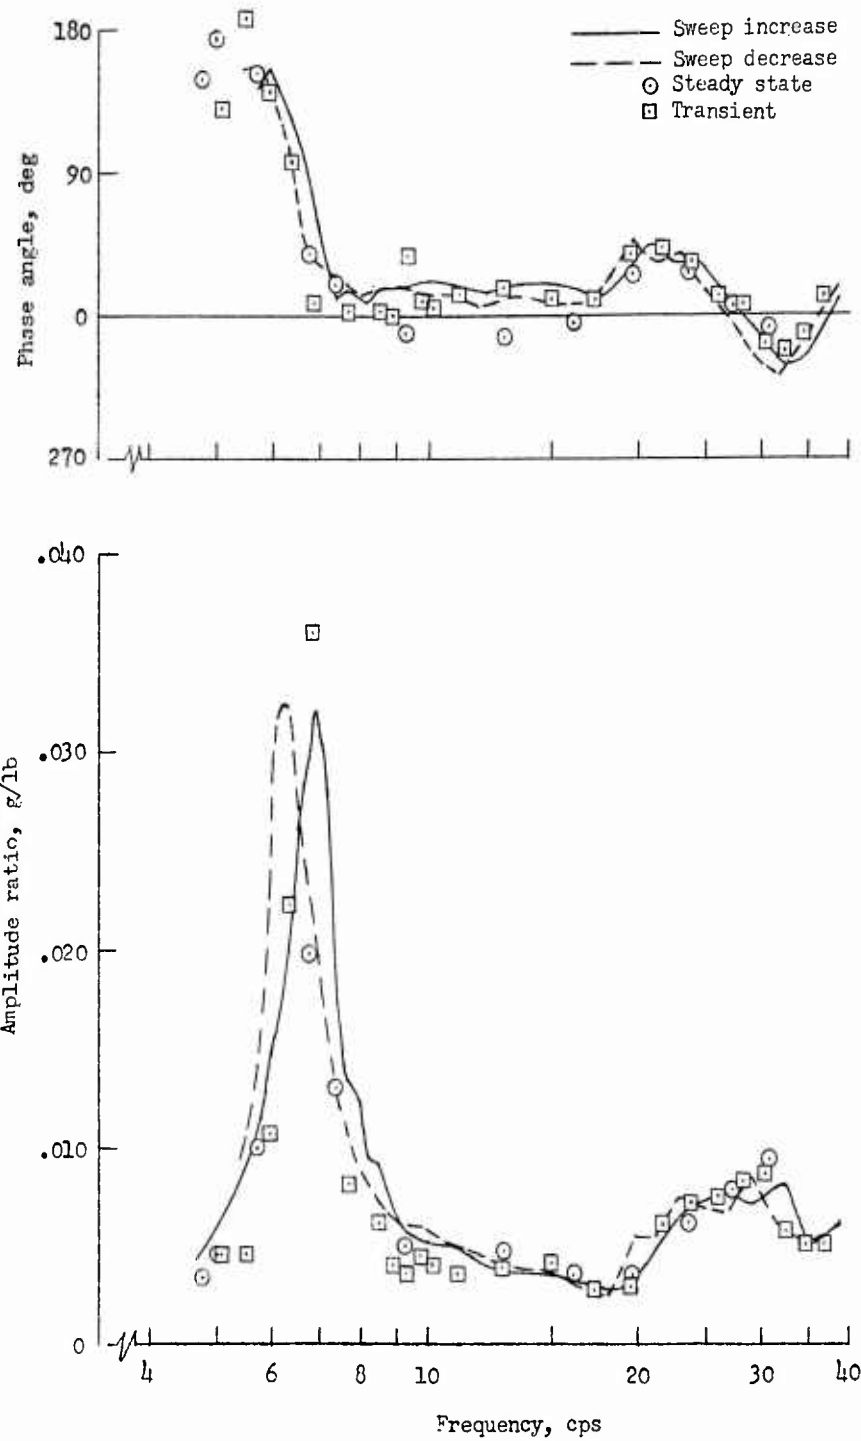 Sweep increase
Sweep decrease
Steady state
Transient
180
90
0
270
Phase angle, deg
.040
.030
.020
.010
0
Amplitude ratio, g/lb
4 6 8 10 20 30 40
Frequency, cps